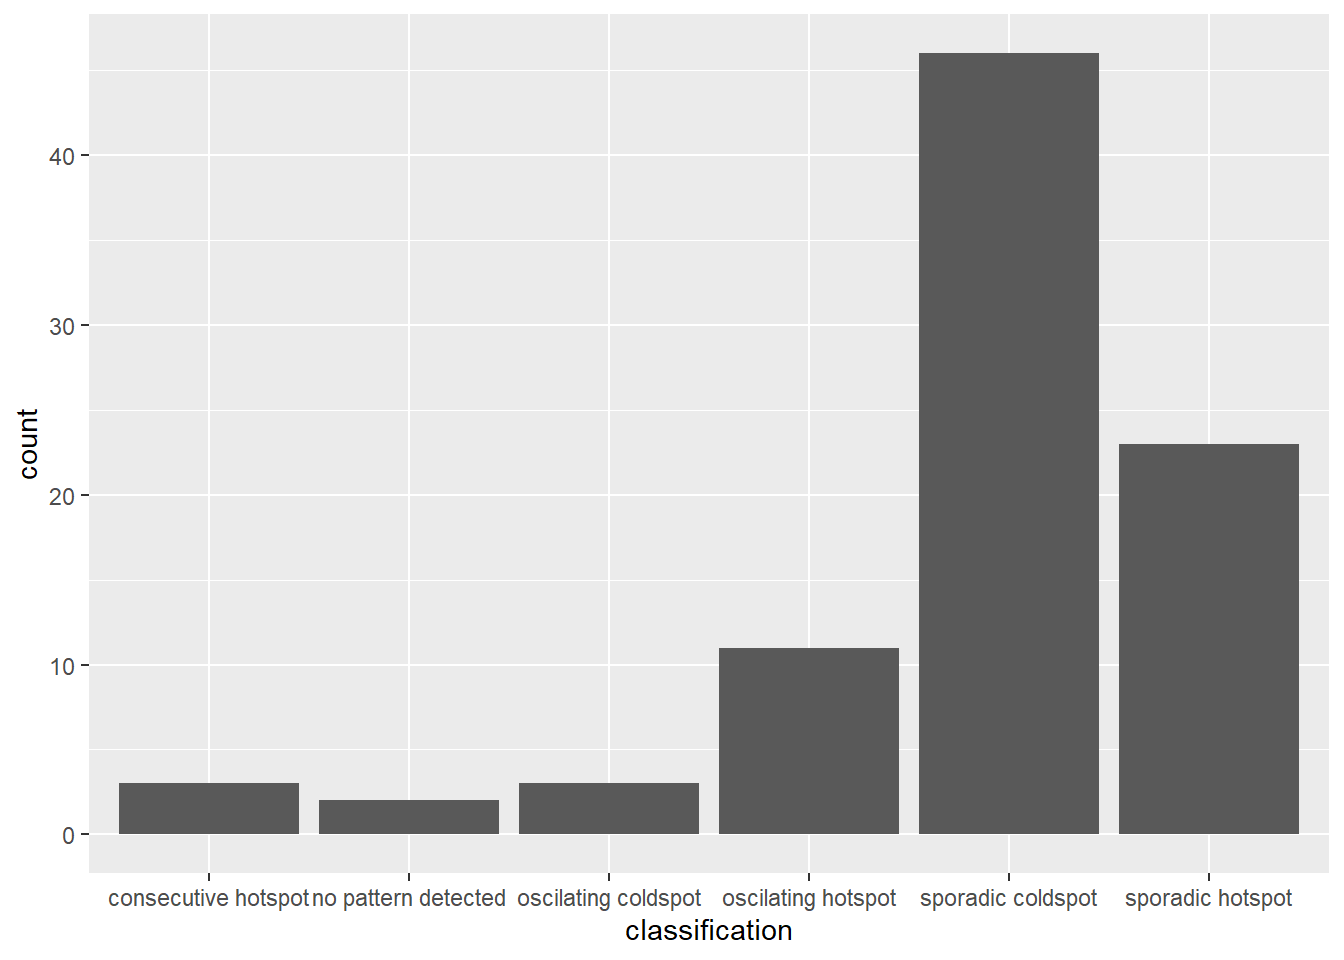 count
40
30
20
10
0
consecutive hotspot no pattern detected oscilating coldspot oscilating hotspot sporadic coldspot sporadic hotspot
classification